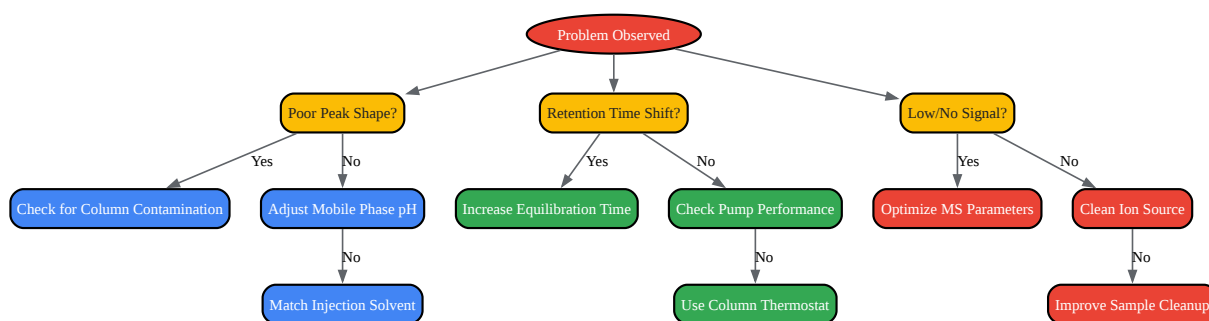 Problem Observed
Poor Peak Shape?
Retention Time Shift?
Low/No Signal?
Yes
No
Yes
No
Yes
No
Check for Column Contamination
Adjust Mobile Phase pH
Increase Equilibration Time
Check Pump Performance
Optimize MS Parameters
Clean Ion Source
No
No
No
Match Injection Solvent
Use Column Thermostat
Improve Sample Cleanup